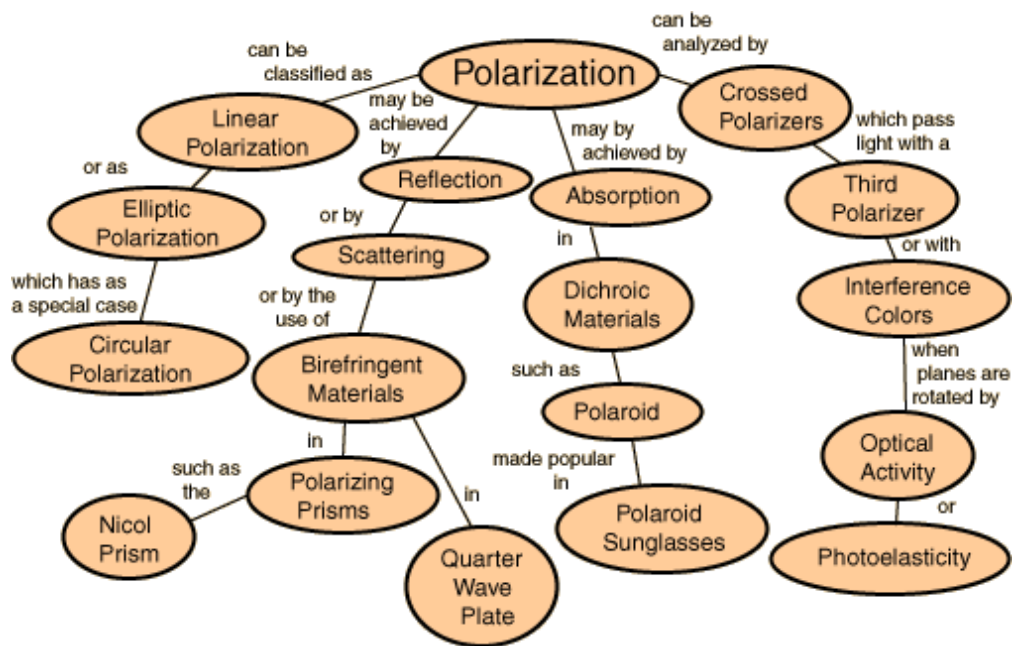 Polarization
can be
classified as
Linear
Polarization
or as
Elliptic
Polarization
which has as
a special case
Circular
Polarization
may be
achieved
by
Reflection
or by
Scattering
or by the
use of
Birefringent
Materials
in
Polarizing
Prisms
such as
the
Nicol
Prism
in
Quarter
Wave
Plate
may by
achieved by
Absorption
in
Dichroic
Materials
such as
Polaroid
made popular
in
Polaroid
Sunglasses
can be
analyzed by
Crossed
Polarizers
which pass
light with a
Third
Polarizer
or with
Interference
Colors
when
planes are
rotated by
Optical
Activity
or
Photoelasticity